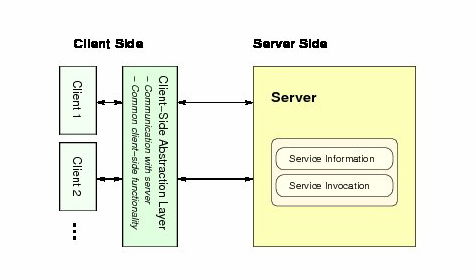 Client Side
Server Side
Client 1
Client 2
...
Client-Side Abstraction Layer
- Communication with server
- Common client-side functionality
Server
Service Information
Service Invocation